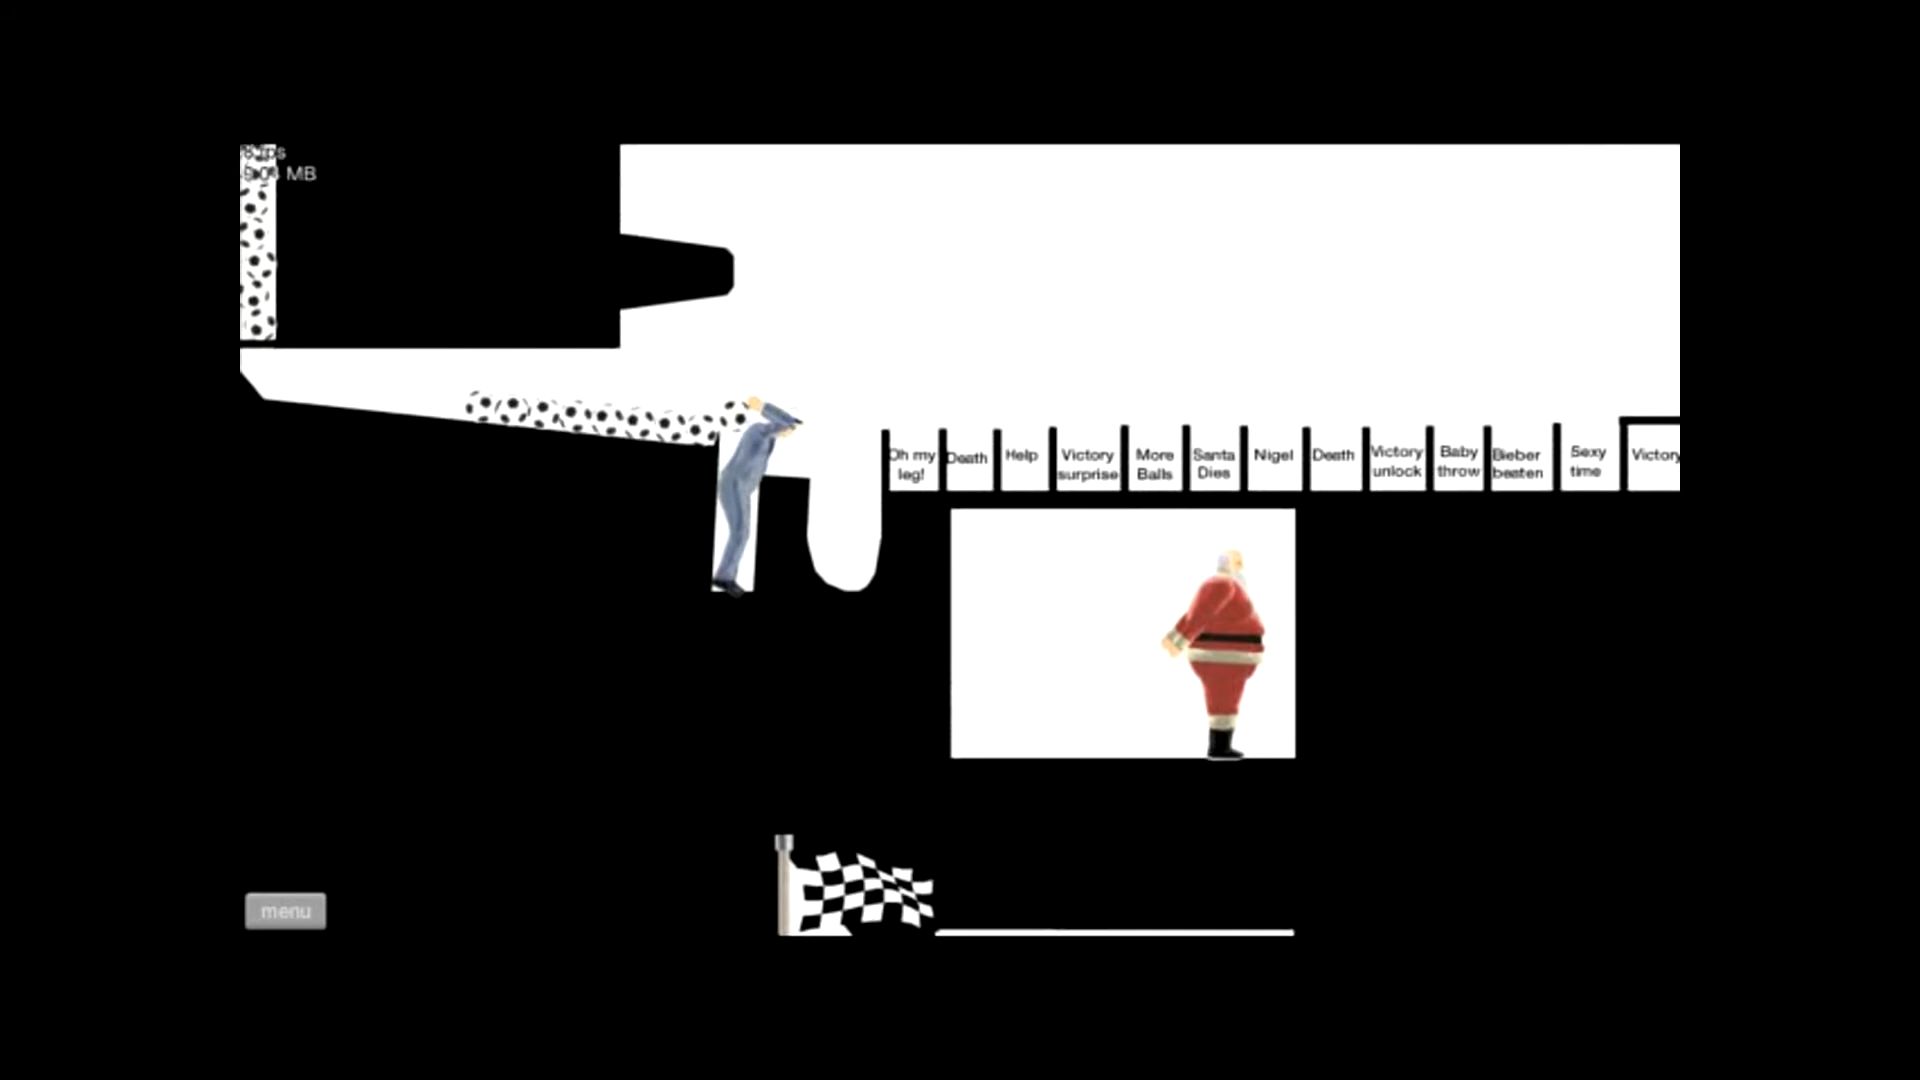 fps
MB
Oh my
leg!
Death
Help
Victory
surprise
More
Balls
Santa
Dies
Nigel
Death
Victory
unlock
Baby
throw
Bieber
beaten
Sexy
time
Victory
menu